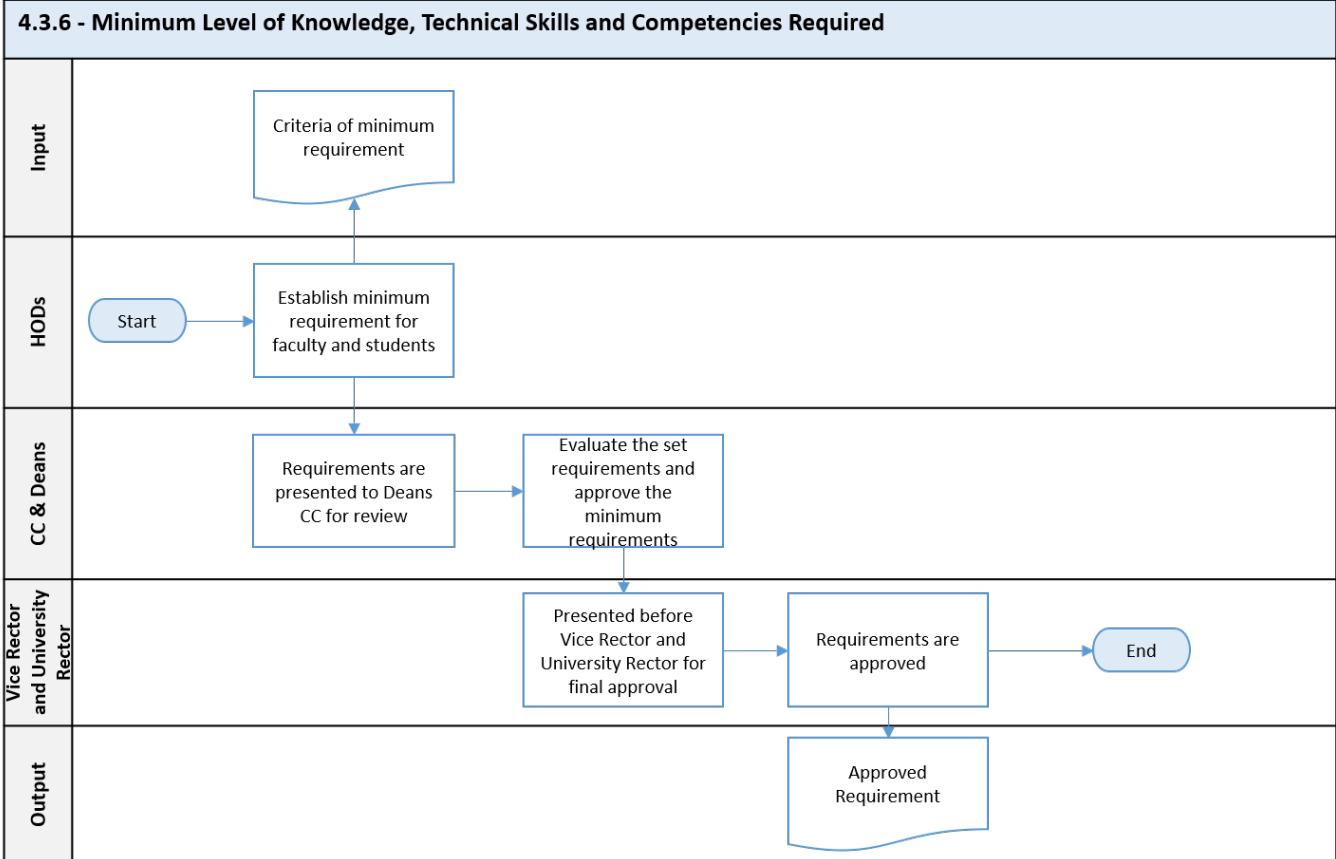 4.3.6 - Minimum Level of Knowledge, Technical Skills and Competencies Required
Input
Criteria of minimum
requirement
HODs
Start
Establish minimum
requirement for
faculty and students
CC & Deans
Requirements are
presented to Deans
CC for review
Evaluate the set
requirements and
approve the
minimum
requirements
Vice Rector
and University
Rector
Presented before
Vice Rector and
University Rector for
final approval
Requirements are
approved
End
Output
Approved
Requirement